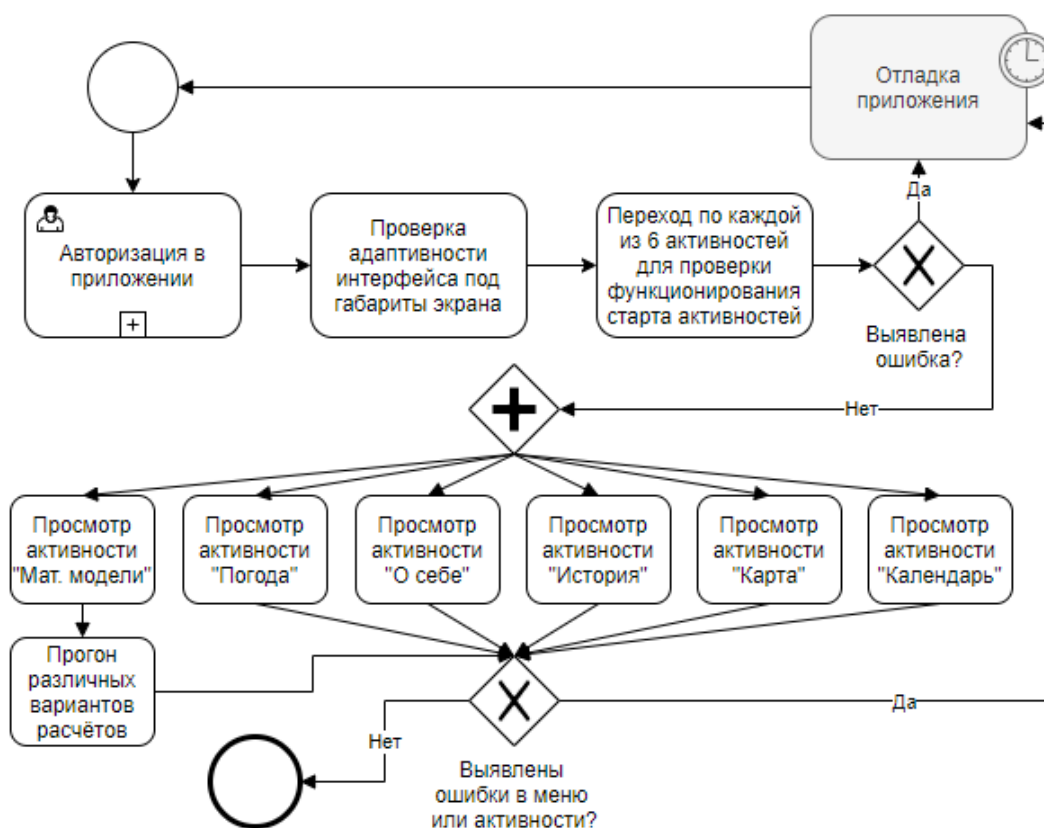 Отладка
приложения
Авторизация в
приложении
Проверка
адаптивности
интерфейса под
габариты экрана
Переход по каждой
из 6 активностей
для проверки
функционирования
старта активностей
Да
Выявлена
ошибка?
Нет
Просмотр
активности
"Мат. модели"
Просмотр
активности
"Погода"
Просмотр
активности
"О себе"
Просмотр
активности
"История"
Просмотр
активности
"Карта"
Просмотр
активности
"Календарь"
Прогон
различных
вариантов
расчётов
Да
Нет
Выявлены
ошибки в меню
или активности?